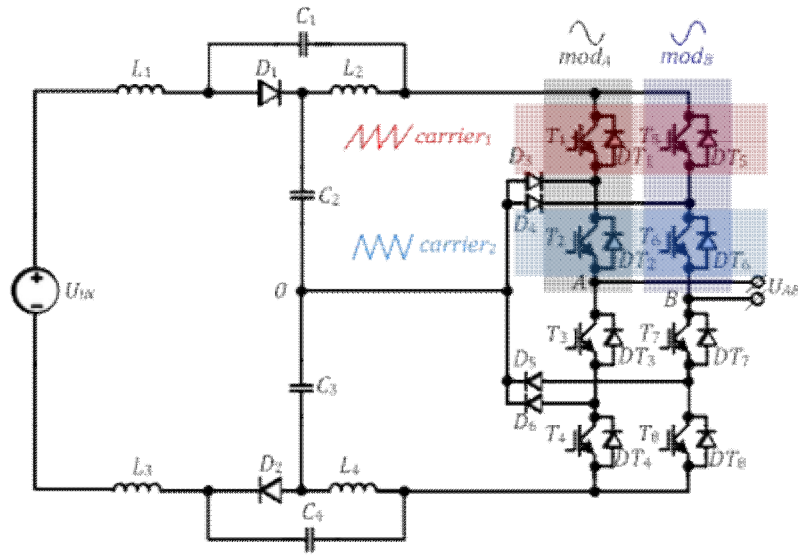 C1
modA modB
L1 D1 L2
carrier1 T1 DT1 T5 DT5
D3
C2
D4
carrier2 T2 DT2 T6 DT6
UIN 0 A UAB
B
T3 DT3 T7 DT7
C3 D5
D6
T4 DT4 T8 DT8
L3 D2 L4
C4